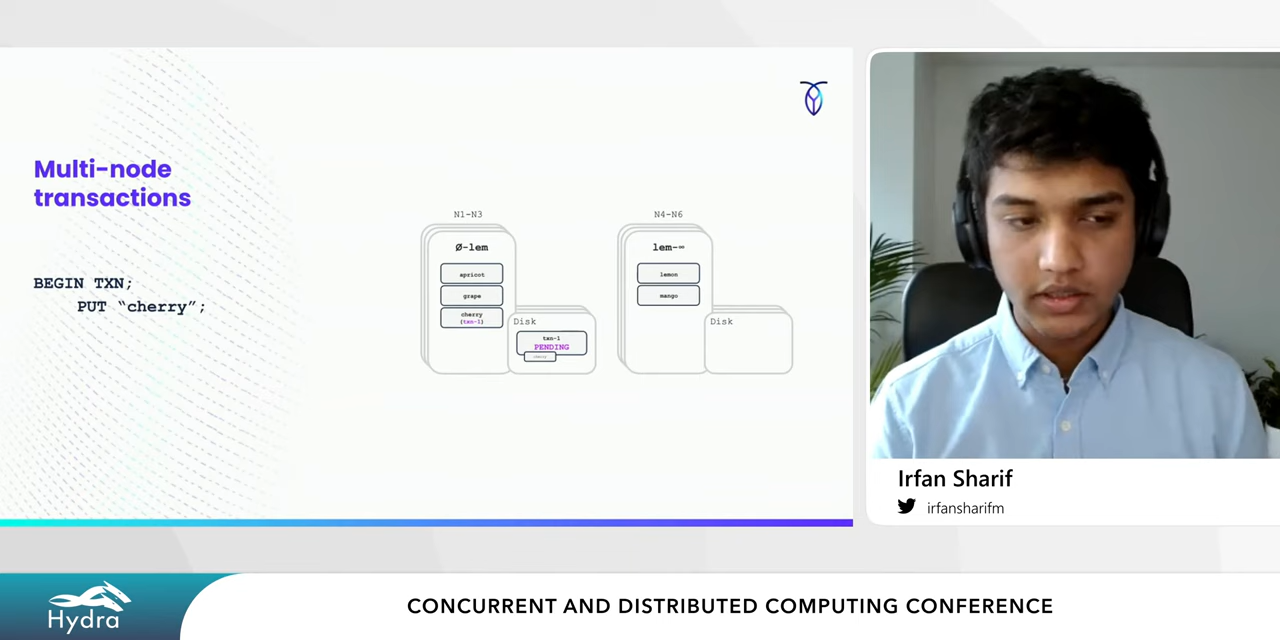 Multi-node
transactions
BEGIN TXN;
PUT “cherry”;
N1-N3
Ø-lem
apricot
grape
cherry
(txn-1)
Disk
txn-1
PENDING
cherry
N4-N6
lem-∞
lemon
mango
Disk
Irfan Sharif
irfansharifm
Hydra
CONCURRENT AND DISTRIBUTED COMPUTING CONFERENCE